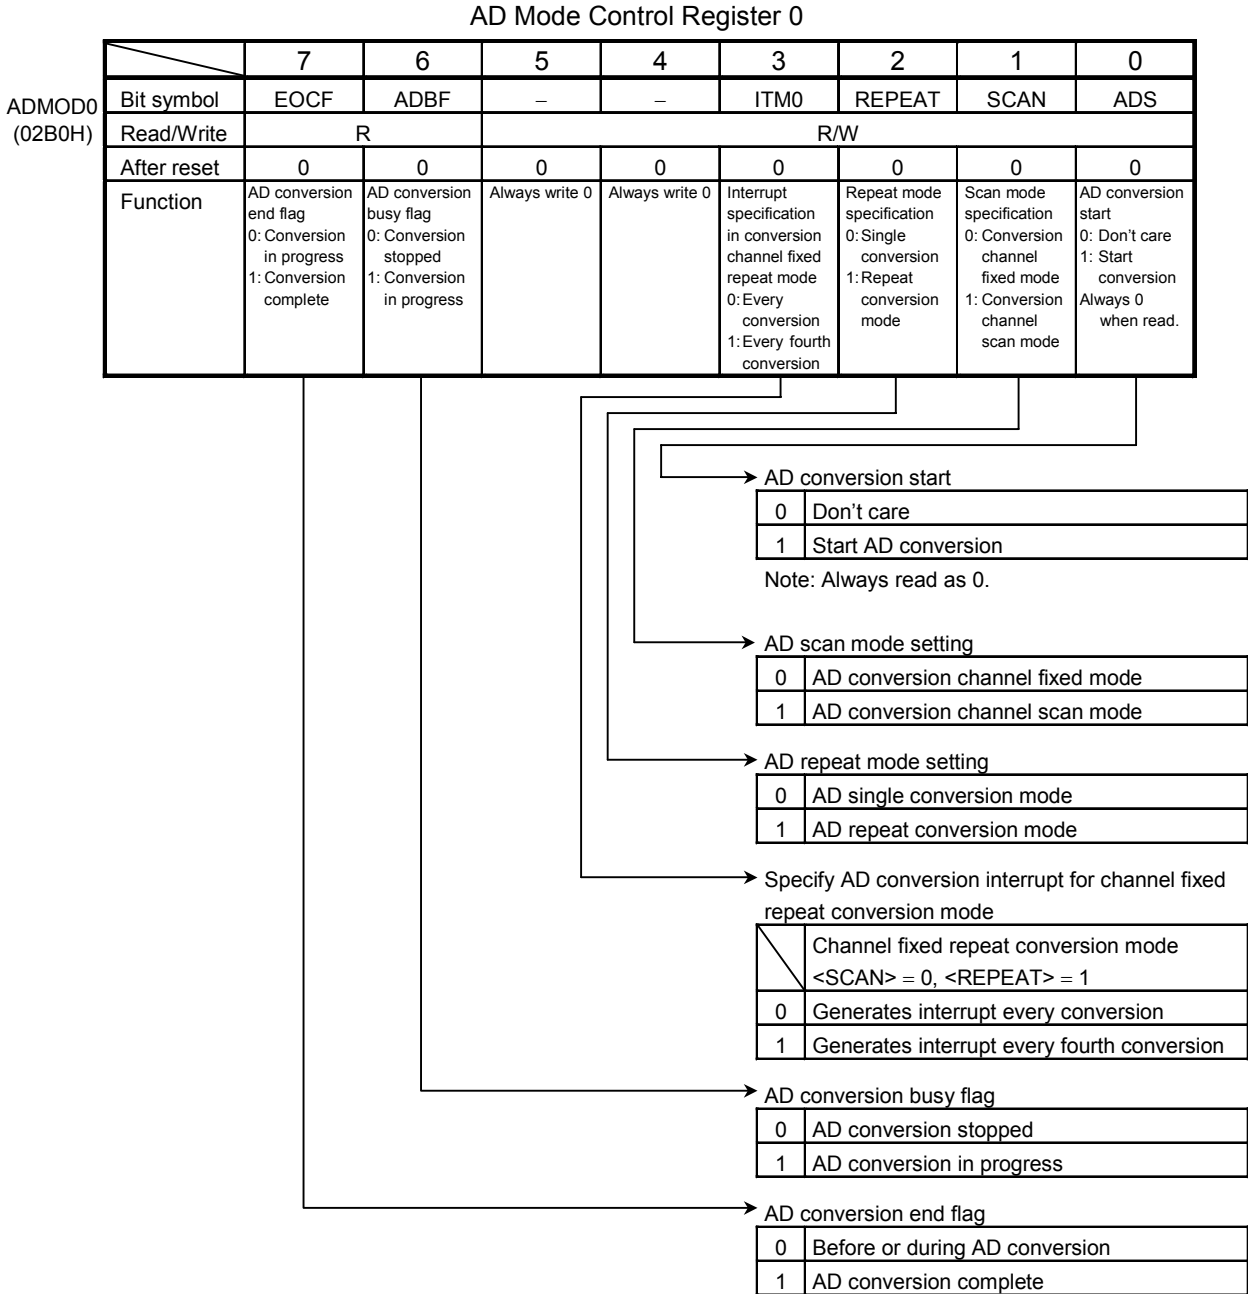 AD Mode Control Register 0
7 6 5 4 3 2 1 0
ADMOD0
(02B0H)
Bit symbol EOCF ADBF – – ITM0 REPEAT SCAN ADS
Read/Write R R/W
After reset 0 0 0 0 0 0 0 0
Function
AD conversion
end flag
0: Conversion
in progress
1: Conversion
complete
AD conversion
busy flag
0: Conversion
stopped
1: Conversion
in progress
Always write 0
Always write 0
Interrupt
specification
in conversion
channel fixed
repeat mode
0: Every
conversion
1: Every fourth
conversion
Repeat mode
specification
0: Single
conversion
1: Repeat
conversion
mode
Scan mode
specification
0: Conversion
channel
fixed mode
1: Conversion
channel
scan mode
AD conversion
start
0: Don't care
1: Start
conversion
Always 0
when read.
AD conversion start
0 Don't care
1 Start AD conversion
Note: Always read as 0.
AD scan mode setting
0 AD conversion channel fixed mode
1 AD conversion channel scan mode
AD repeat mode setting
0 AD single conversion mode
1 AD repeat conversion mode
Specify AD conversion interrupt for channel fixed
repeat conversion mode
Channel fixed repeat conversion mode
<SCAN> = 0, <REPEAT> = 1
0 Generates interrupt every conversion
1 Generates interrupt every fourth conversion
AD conversion busy flag
0 AD conversion stopped
1 AD conversion in progress
AD conversion end flag
0 Before or during AD conversion
1 AD conversion complete